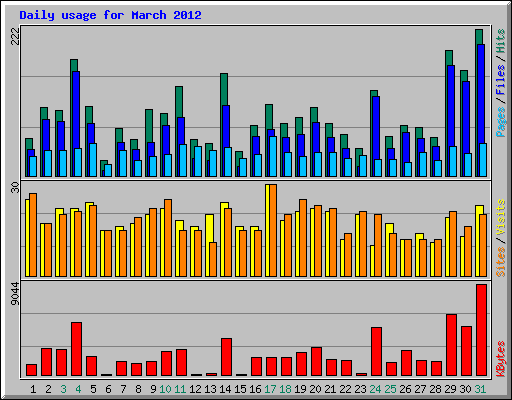 Daily usage for March 2012
222
Pages / Files / Hits
30
Sites / Visits
9044
KBytes
1 2 3 4 5 6 7 8 9 10 11 12 13 14 15 16 17 18 19 20 21 22 23 24 25 26 27 28 29 30 31